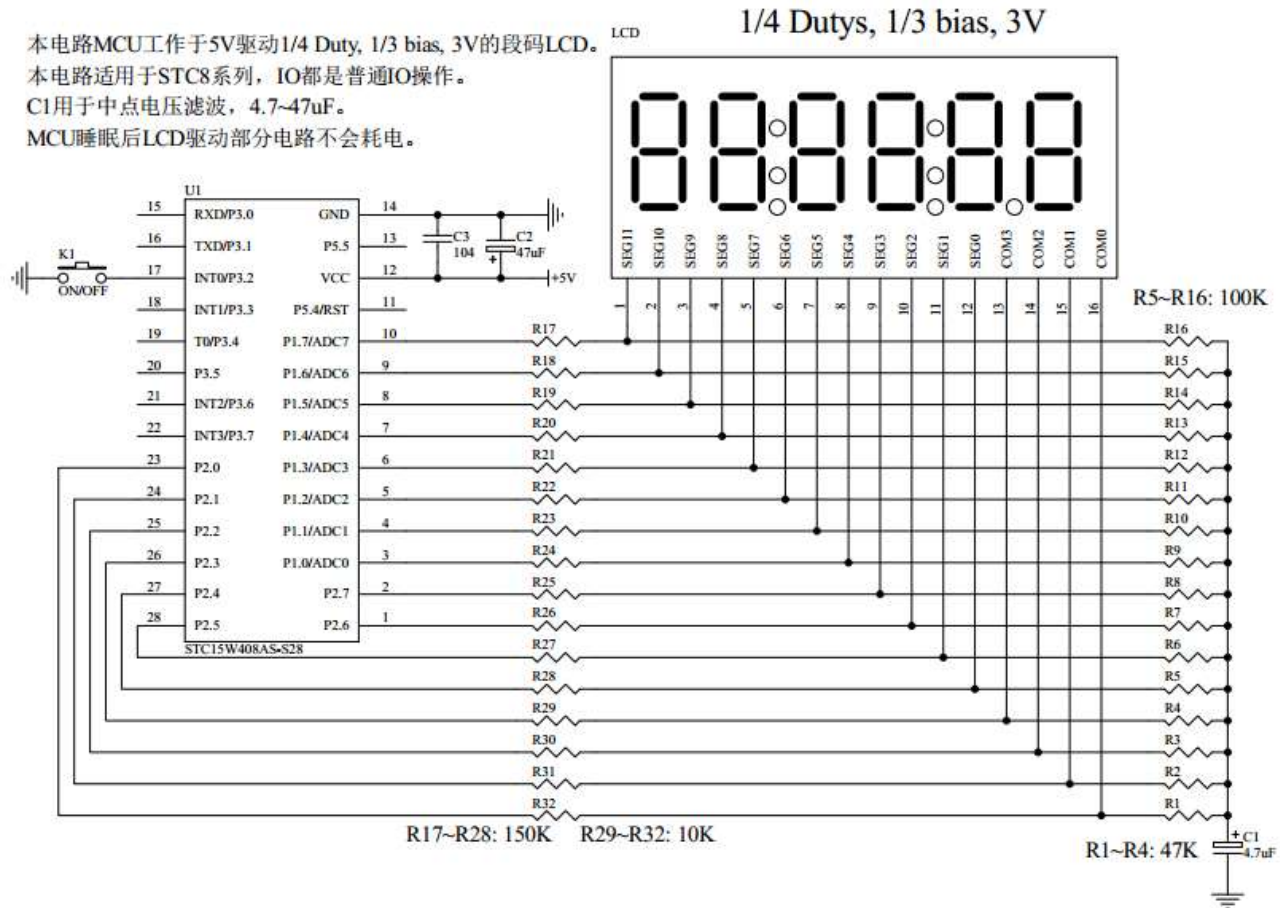 1/4 Dutys, 1/3 bias, 3V
本电路MCU工作于5V驱动1/4 Duty, 1/3 bias, 3V的段码LCD。
本电路适用于STC8系列，IO都是普通IO操作。
C1用于中点电压滤波，4.7~47uF。
MCU睡眠后LCD驱动部分电路不会耗电。
LCD
SEG11 SEG10 SEG9 SEG8 SEG7 SEG6 SEG5 SEG4 SEG3 SEG2 SEG1 SEG0 COM3 COM2 COM1 COM0
1 2 3 4 5 6 7 8 9 10 11 12 13 14 15 16
U1
15 RXD/P3.0 GND 14
16 TXD/P3.1 P5.5 13
17 INT0/P3.2 VCC 12
18 INT1/P3.3 P5.4/RST 11
19 T0/P3.4 P1.7/ADC7 10
20 P3.5 P1.6/ADC6 9
21 INT2/P3.6 P1.5/ADC5 8
22 INT3/P3.7 P1.4/ADC4 7
23 P2.0 P1.3/ADC3 6
24 P2.1 P1.2/ADC2 5
25 P2.2 P1.1/ADC1 4
26 P2.3 P1.0/ADC0 3
27 P2.4 P2.7 2
28 P2.5 P2.6 1
STC15W408AS-S28
K1
ON/OFF
C3
104
C2
+
47uF
+5V
R5~R16: 100K
R17 R16
R18 R15
R19 R14
R20 R13
R21 R12
R22 R11
R23 R10
R24 R9
R25 R8
R26 R7
R27 R6
R28 R5
R29 R4
R30 R3
R31 R2
R32 R1
R17~R28: 150K R29~R32: 10K
R1~R4: 47K
+
C1
4.7uF